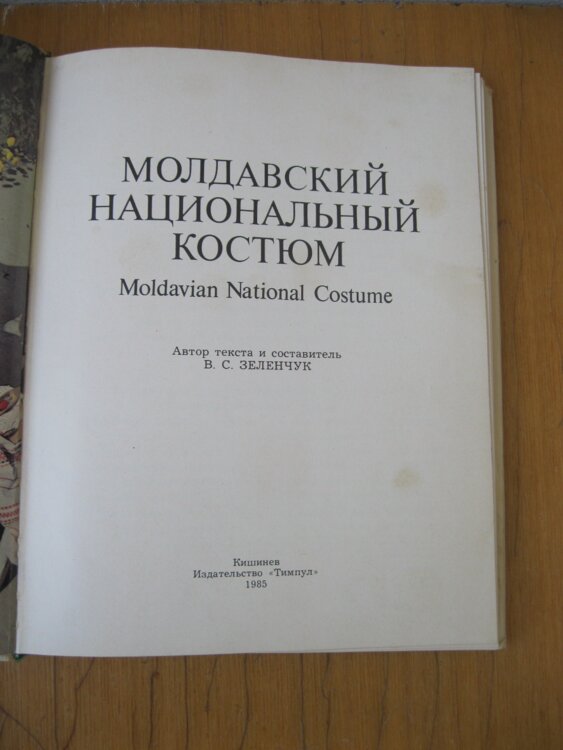 МОЛДАВСКИЙ
НАЦИОНАЛЬНЫЙ
КОСТЮМ
Moldavian National Costume
Автор текста и составитель
В. С. ЗЕЛЕНЧУК
Кишинев
Издательство «Тимпул»
1985